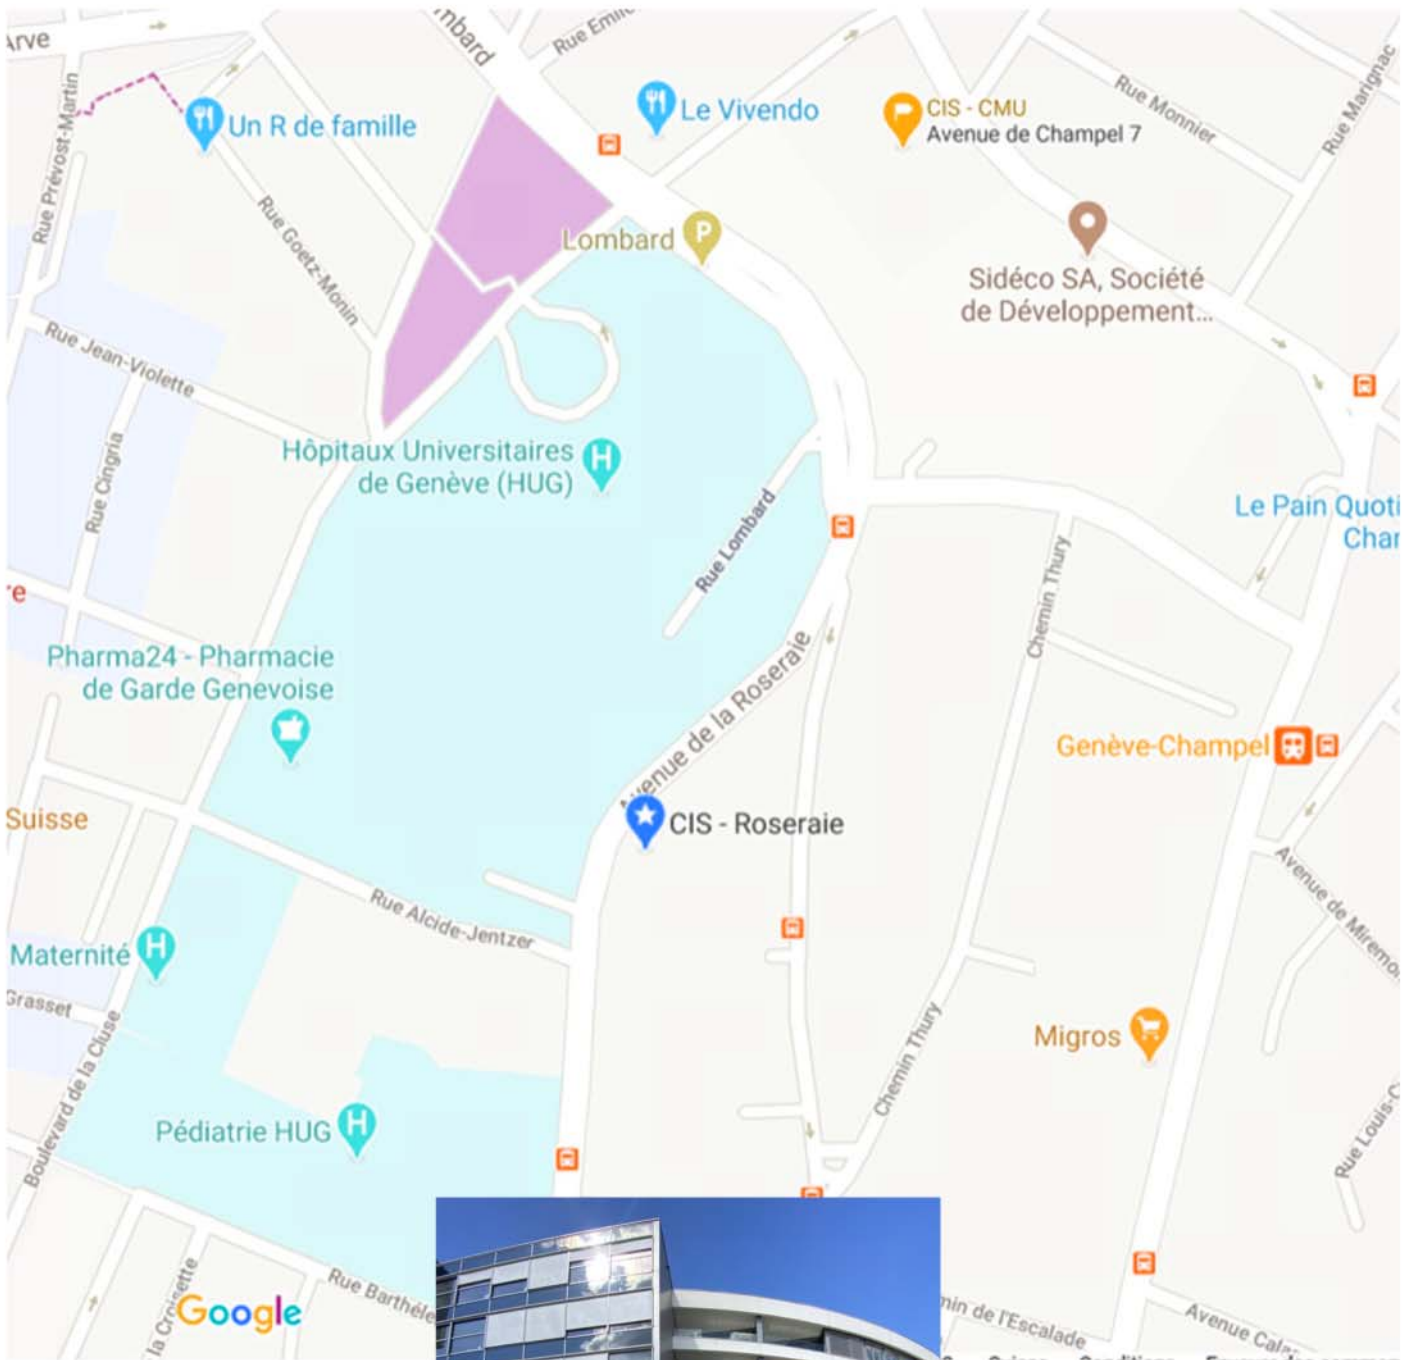 Arve
mbard
Rue Emile
Rue Prévost-Martin
Un R de famille
Le Vivendo
CIS - CMU
Avenue de Champel 7
Rue Monnier
Rue Marignac
Rue Goetz-Monin
Lombard
P
Sidéco SA, Société
de Développement...
Rue Jean-Violette
Rue Cingria
Hôpitaux Universitaires
de Genève (HUG)
H
Rue Lombard
Le Pain Quoti
Char
Chemin Thury
re
Pharma24 - Pharmacie
de Garde Genevoise
Avenue de la Roseraie
Genève-Champel
Suisse
CIS - Roseraie
Rue Alcide-Jentzer
Avenue de Miremo
Maternité
H
Grasset
Boulevard de la Cluse
Migros
Chemin Thury
Pédiatrie HUG
H
Rue Louis-C
la Croisette
Google
Rue Barthéle
min de l'Escalade
Avenue Calas